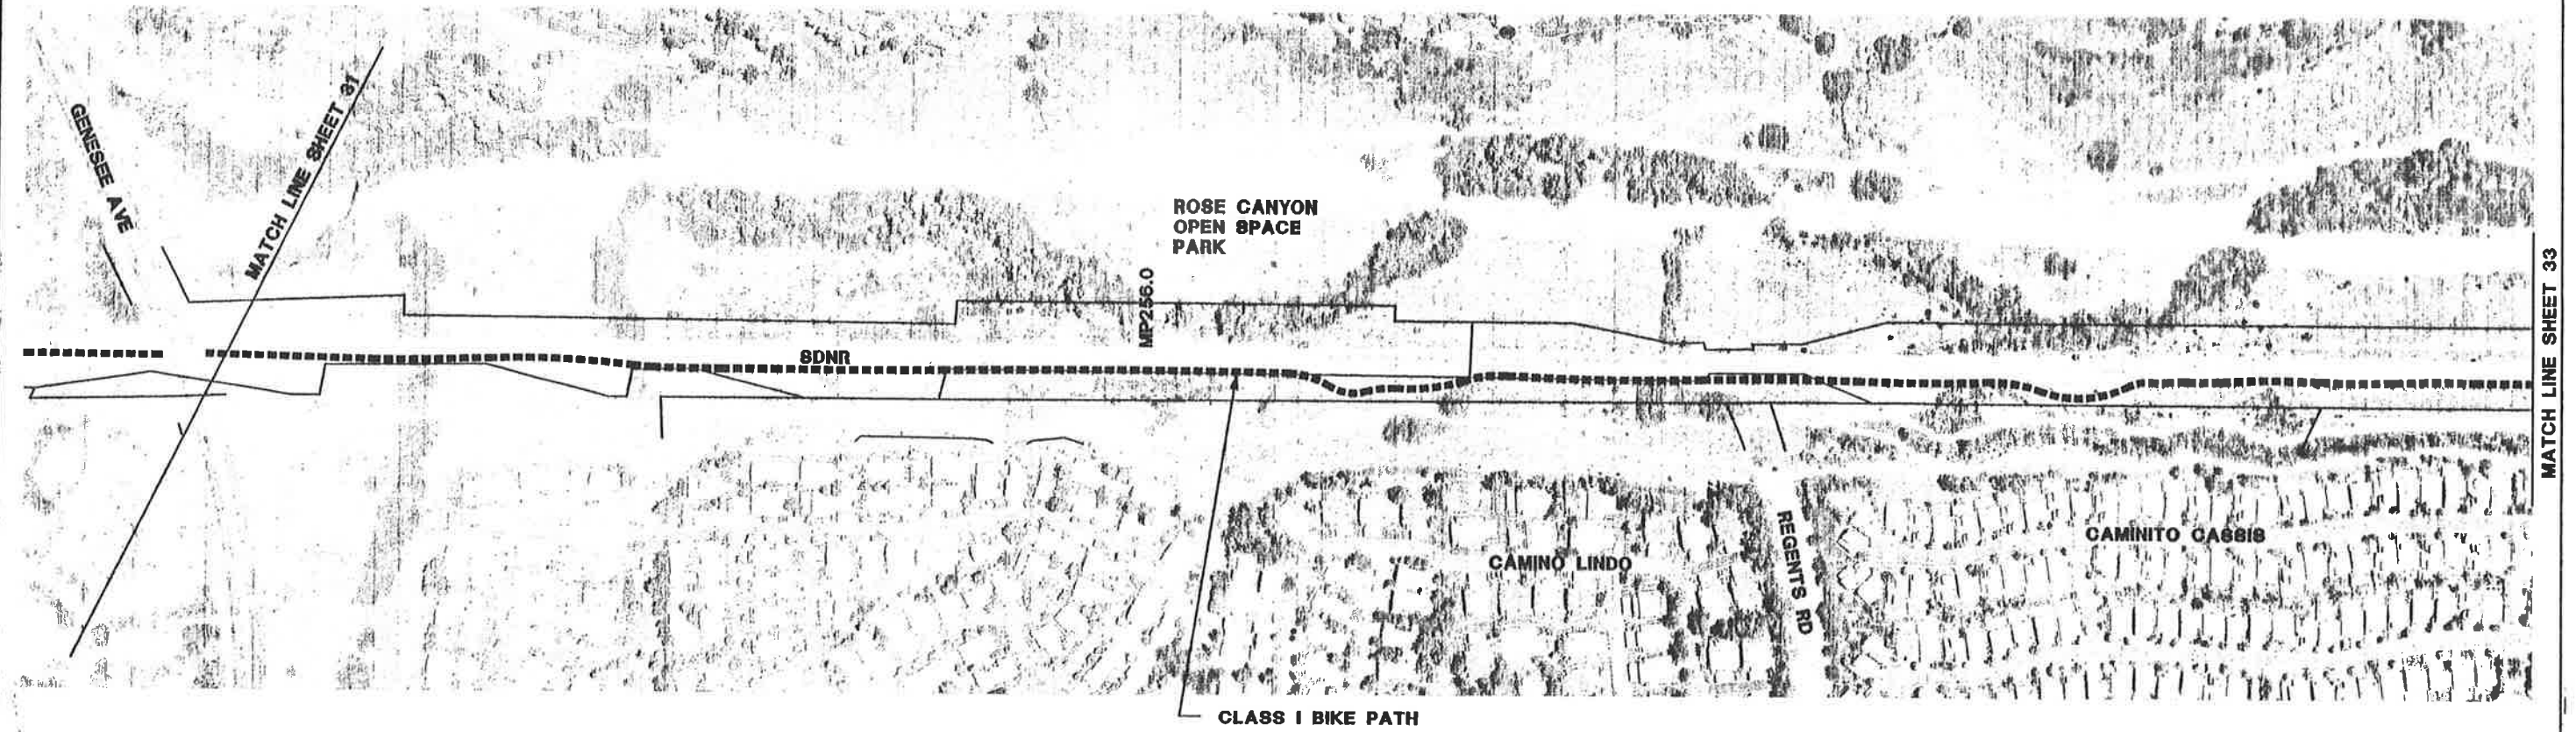 GENESEE AVE
MATCH LINE SHEET 31
ROSE CANYON
OPEN SPACE
PARK
MP256.0
SDNR
MATCH LINE SHEET 33
CAMINO LINDO
REGENTS RD
CAMINITO CASSIS
CLASS I BIKE PATH